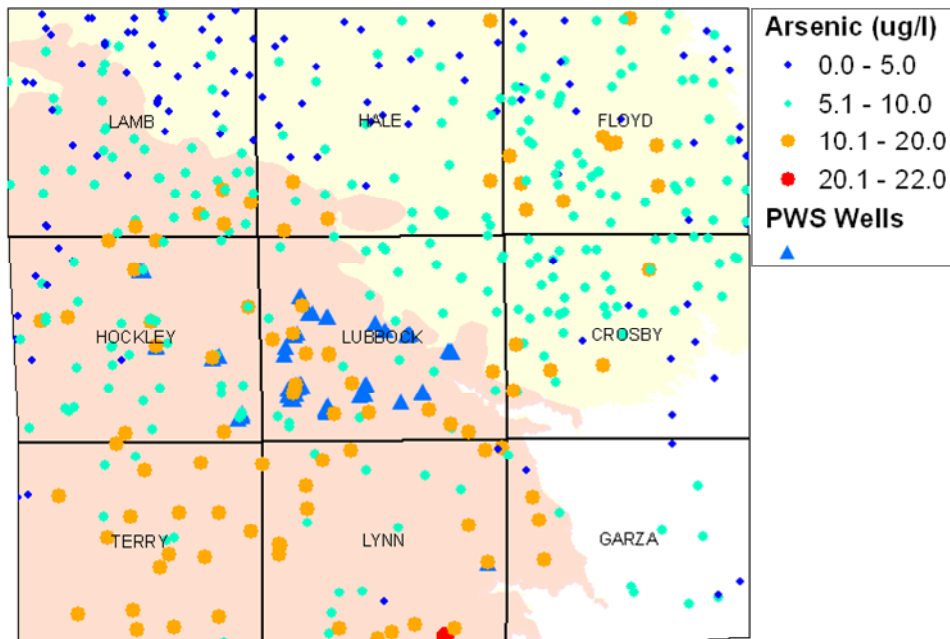 Arsenic (ug/l)
0.0 - 5.0
5.1 - 10.0
10.1 - 20.0
20.1 - 22.0
PWS Wells
LAMB
HALE
FLOYD
HOCKLEY
LUBBOCK
CROSBY
TERRY
LYNN
GARZA